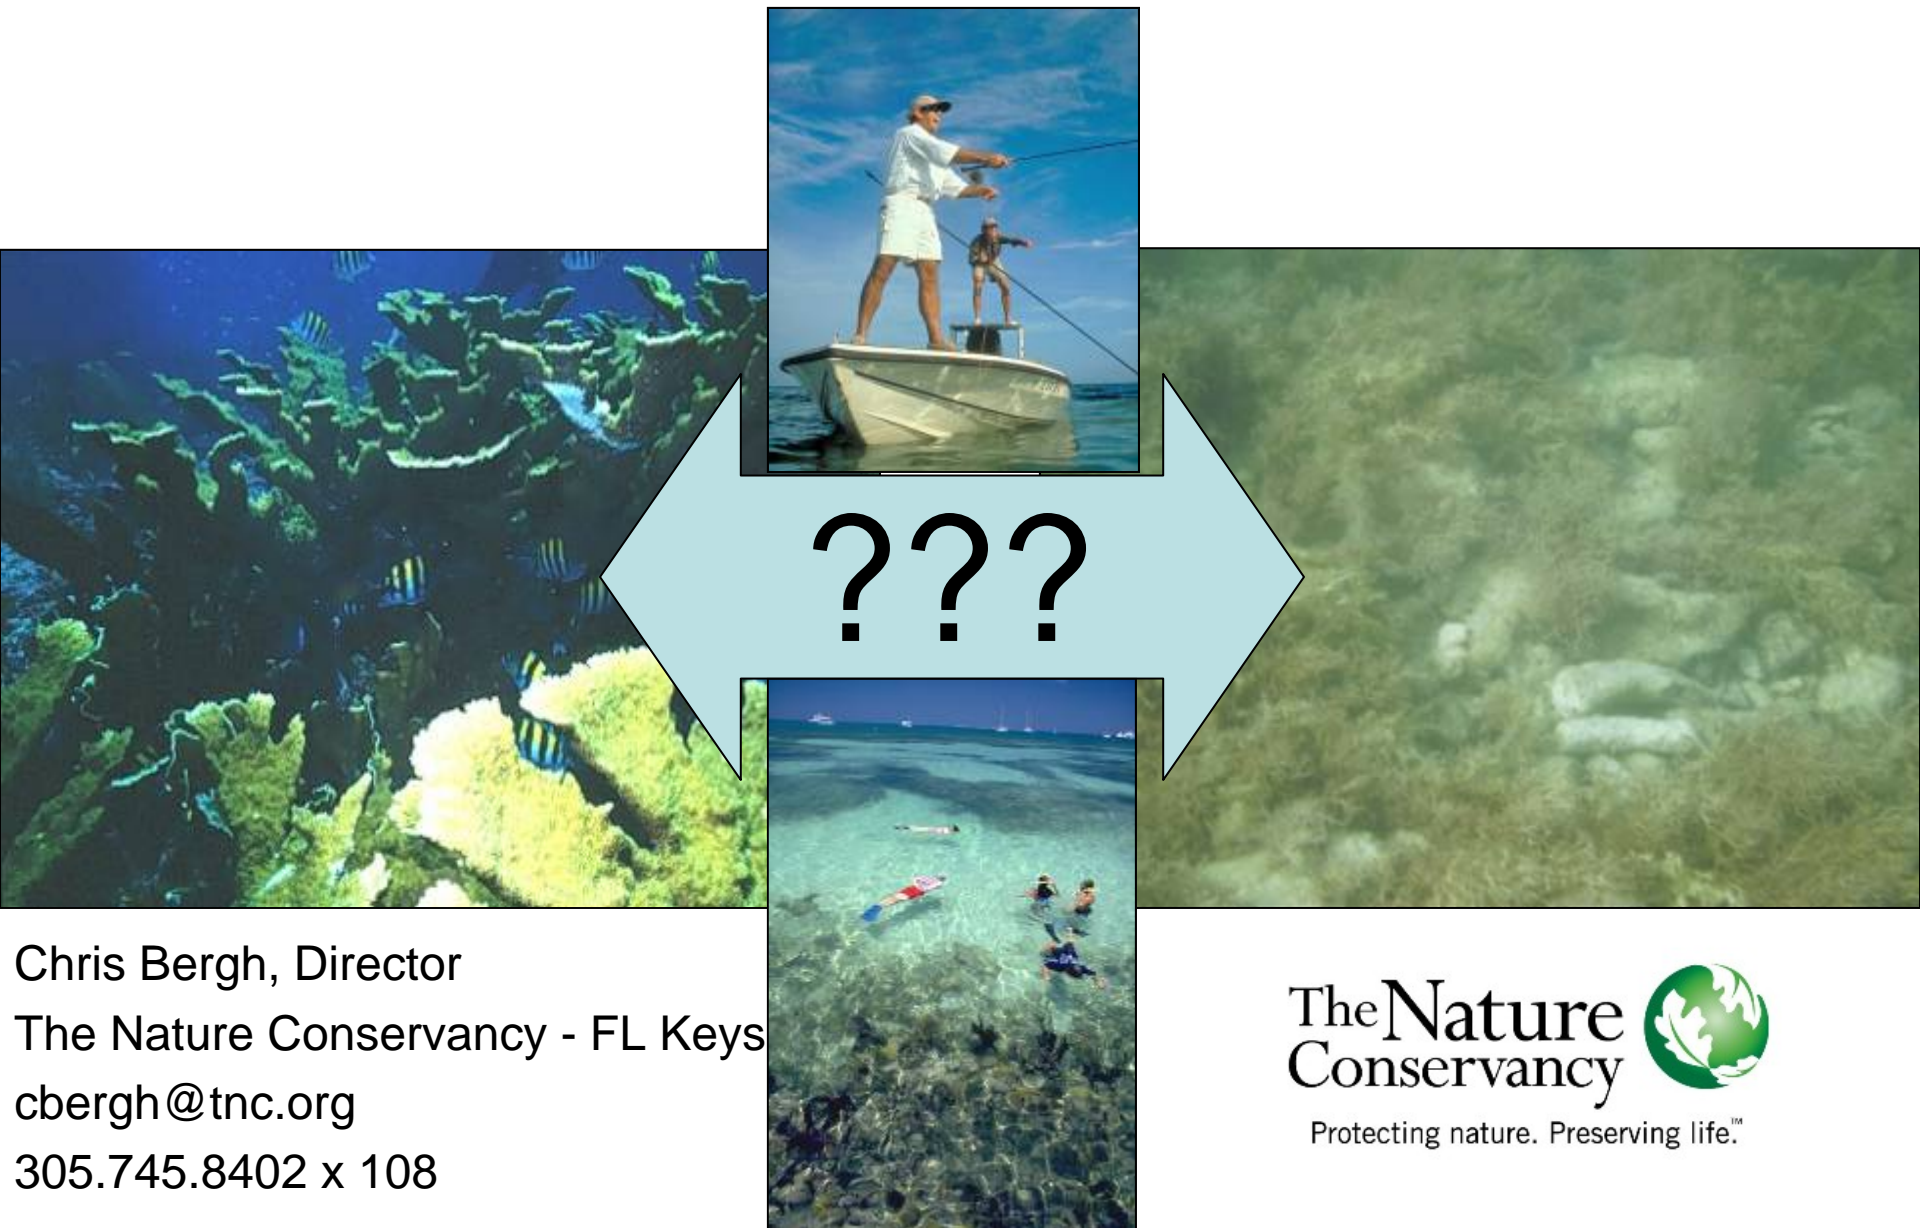 ???
Chris Bergh, Director
The Nature Conservancy - FL Keys
cbergh@tnc.org
305.745.8402 x 108
The Nature
Conservancy
Protecting nature. Preserving life.™